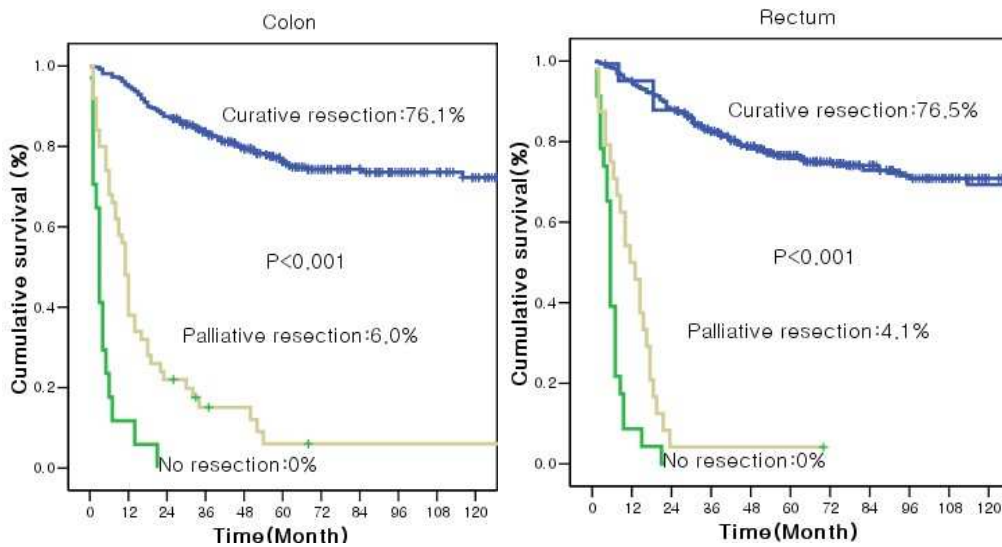 Colon
1.0
0.8
0.6
0.4
0.2
0.0
Cumulative survival (%)
Curative resection:76.1%
P<0.001
Palliative resection:6.0%
No resection:0%
0 12 24 36 48 60 72 84 96 108 120
Time(Month)
Rectum
1.0
0.8
0.6
0.4
0.2
0.0
Cumulative survival(%)
Curative resection:76.5%
P<0.001
Palliative resection:4.1%
No resection:0%
0 12 24 36 48 60 72 84 96 108 120
Time(Month)